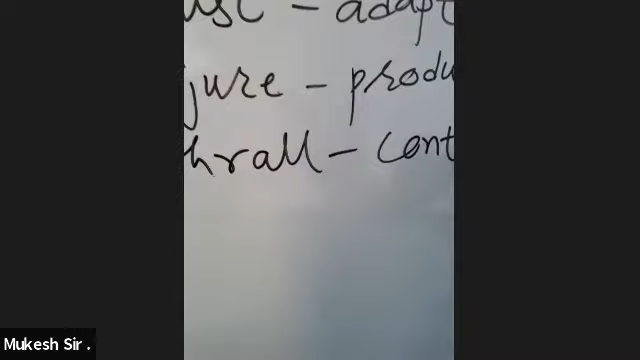 adapt
jure – produ
hrall – cont
Mukesh Sir .